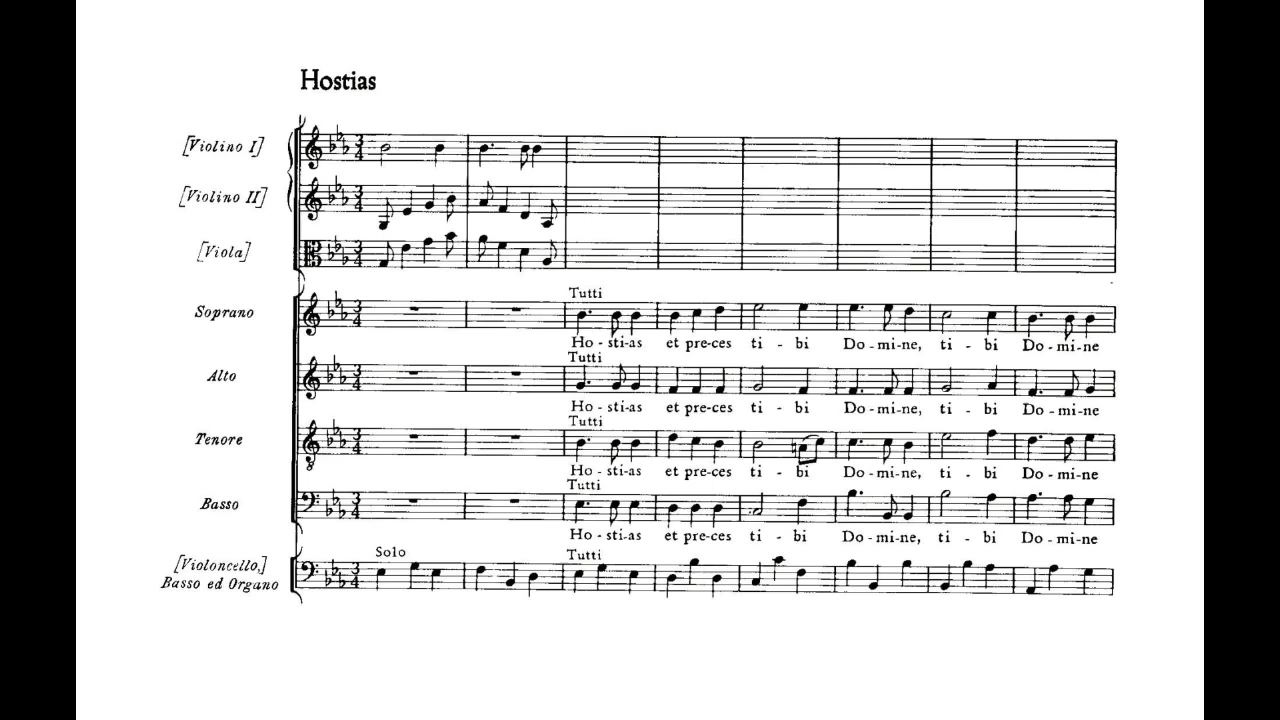 Hostias
[Violino I]
[Violino II]
[Viola]
Tutti
Soprano
Ho - sti-as et pre-ces ti - bi Do - mi-ne, ti - bi Do - mi-ne
Tutti
Alto
Ho - sti-as et pre-ces ti - bi Do - mi-ne, ti - bi Do - mi-ne
Tutti
Tenore
Ho - sti-as et pre-ces ti - bi Do - mi-ne, ti - bi Do - mi-ne
Tutti
Basso
Ho - sti-as et pre-ces ti - bi Do - mi-ne, ti - bi Do - mi-ne
Solo Tutti
[Violoncello,]
Basso ed Organo